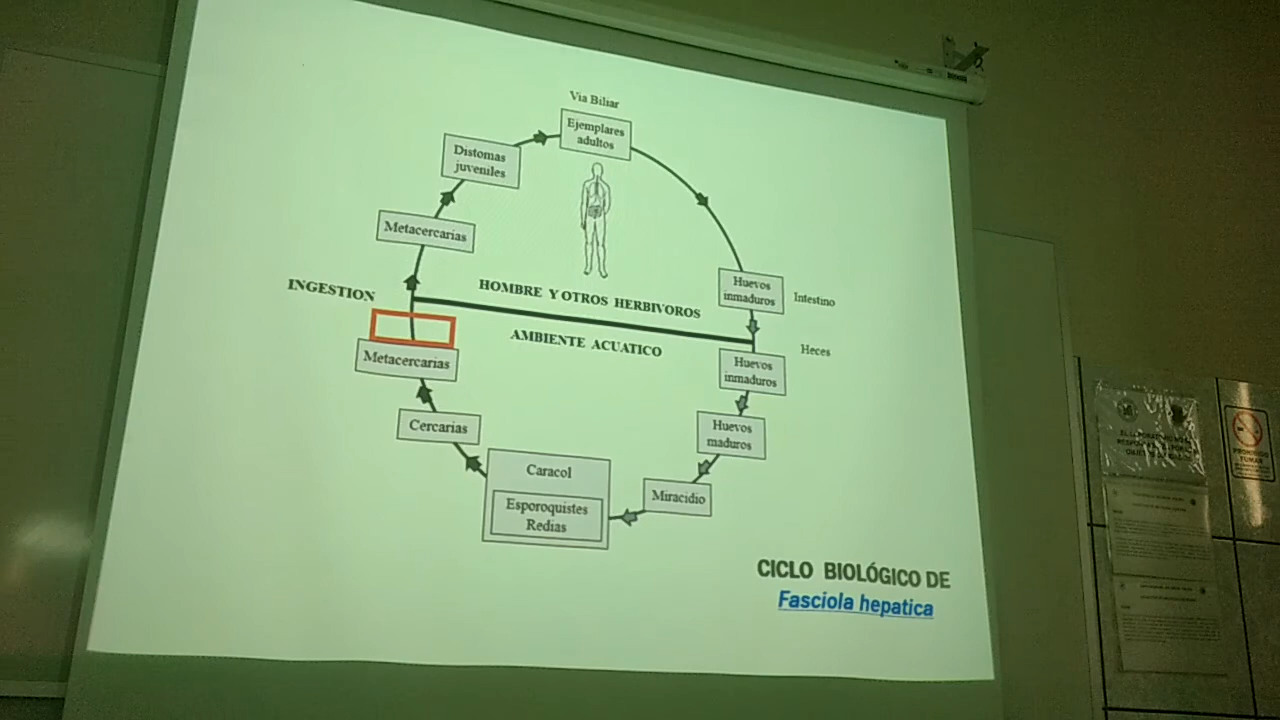 Via Biliar
Ejemplares
adultos
Distomas
juveniles
Metacercarias
Huevos
inmaduros
Intestino
INGESTION
HOMBRE Y OTROS HERBIVOROS
AMBIENTE ACUATICO
Heces
Metacercarias
Huevos
inmaduros
Cercarias
Huevos
maduros
Caracol
Esporoquistes
Redias
Miracidio
CICLO BIOLÓGICO DE
Fasciola hepatica
PROHIBIDO
FUMAR